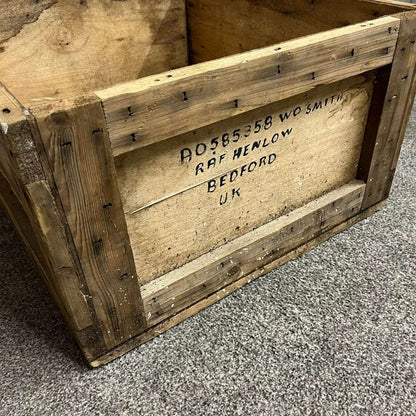 A0585358 WO SMITH
RAF HENLOW
BEDFORD
UK